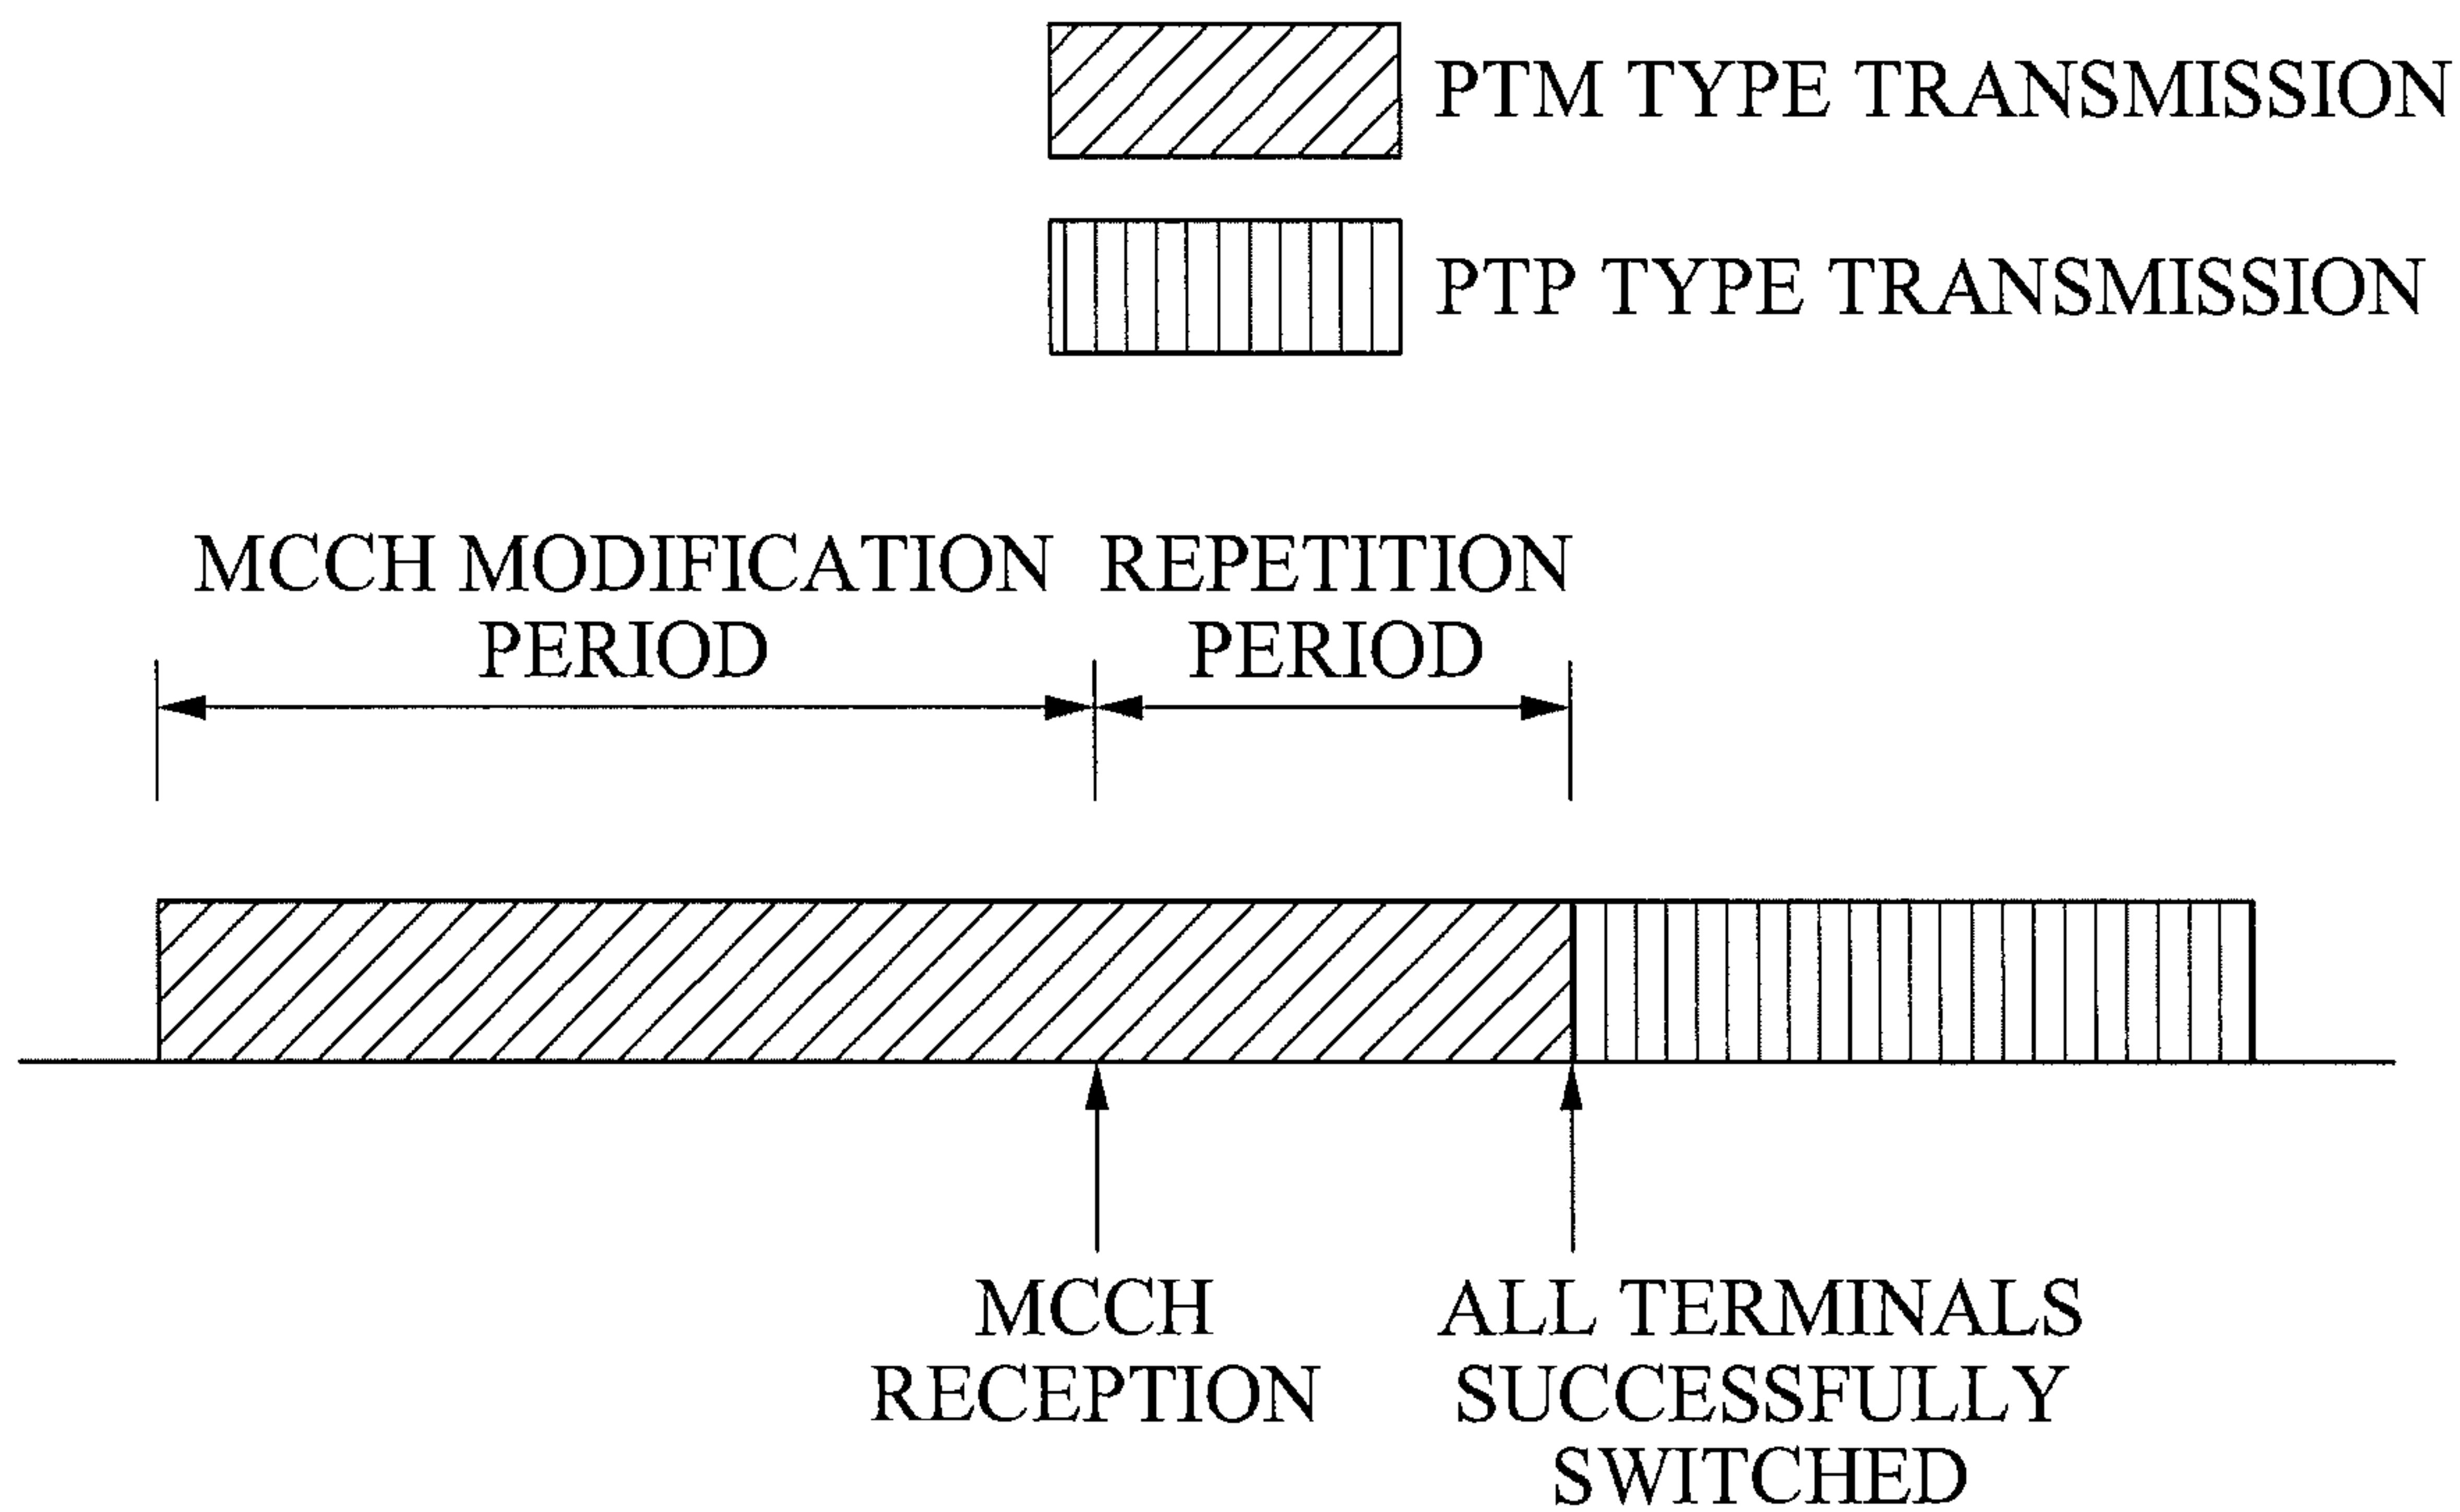 PTM TYPE TRANSMISSION
PTP TYPE TRANSMISSION
MCCH MODIFICATION
PERIOD
REPETITION
PERIOD
MCCH
RECEPTION
ALL TERMINALS
SUCCESSFULLY
SWITCHED